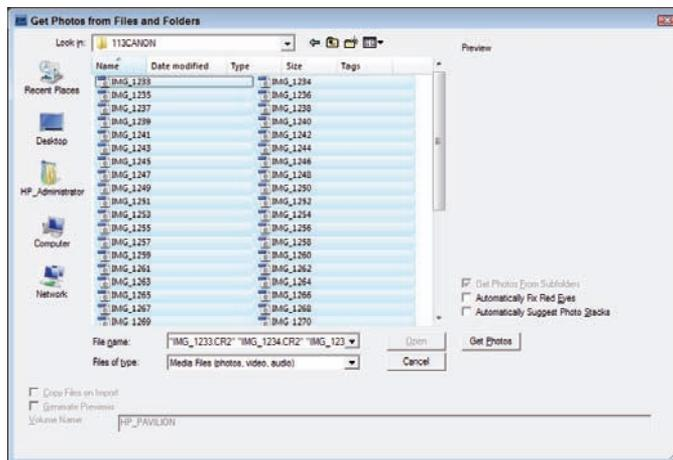 Get Photos from Files and Folders
Look in: 113CANON
Preview
Name Date modified Type Size Tags
IMG_1233 IMG_1234
IMG_1235 IMG_1236
IMG_1237 IMG_1238
IMG_1239 IMG_1240
IMG_1241 IMG_1242
IMG_1243 IMG_1244
IMG_1245 IMG_1246
IMG_1247 IMG_1248
IMG_1249 IMG_1250
IMG_1251 IMG_1252
IMG_1253 IMG_1254
IMG_1255 IMG_1256
IMG_1257 IMG_1258
IMG_1259 IMG_1260
IMG_1261 IMG_1262
IMG_1263 IMG_1264
IMG_1265 IMG_1266
IMG_1267 IMG_1268
IMG_1269 IMG_1270
Recent Places
Desktop
HP_Administrator
Computer
Network
Get Photos From Subfolders
Automatically Fix Red Eyes
Automatically Suggest Photo Stacks
File name: "IMG_1233.CR2" "IMG_1234.CR2" "IMG_123 Open Get Photos
Files of type: Media Files (photos, video, audio) Cancel
Copy Files on Import
Generate Previews
Volume Name HP_PAVILION